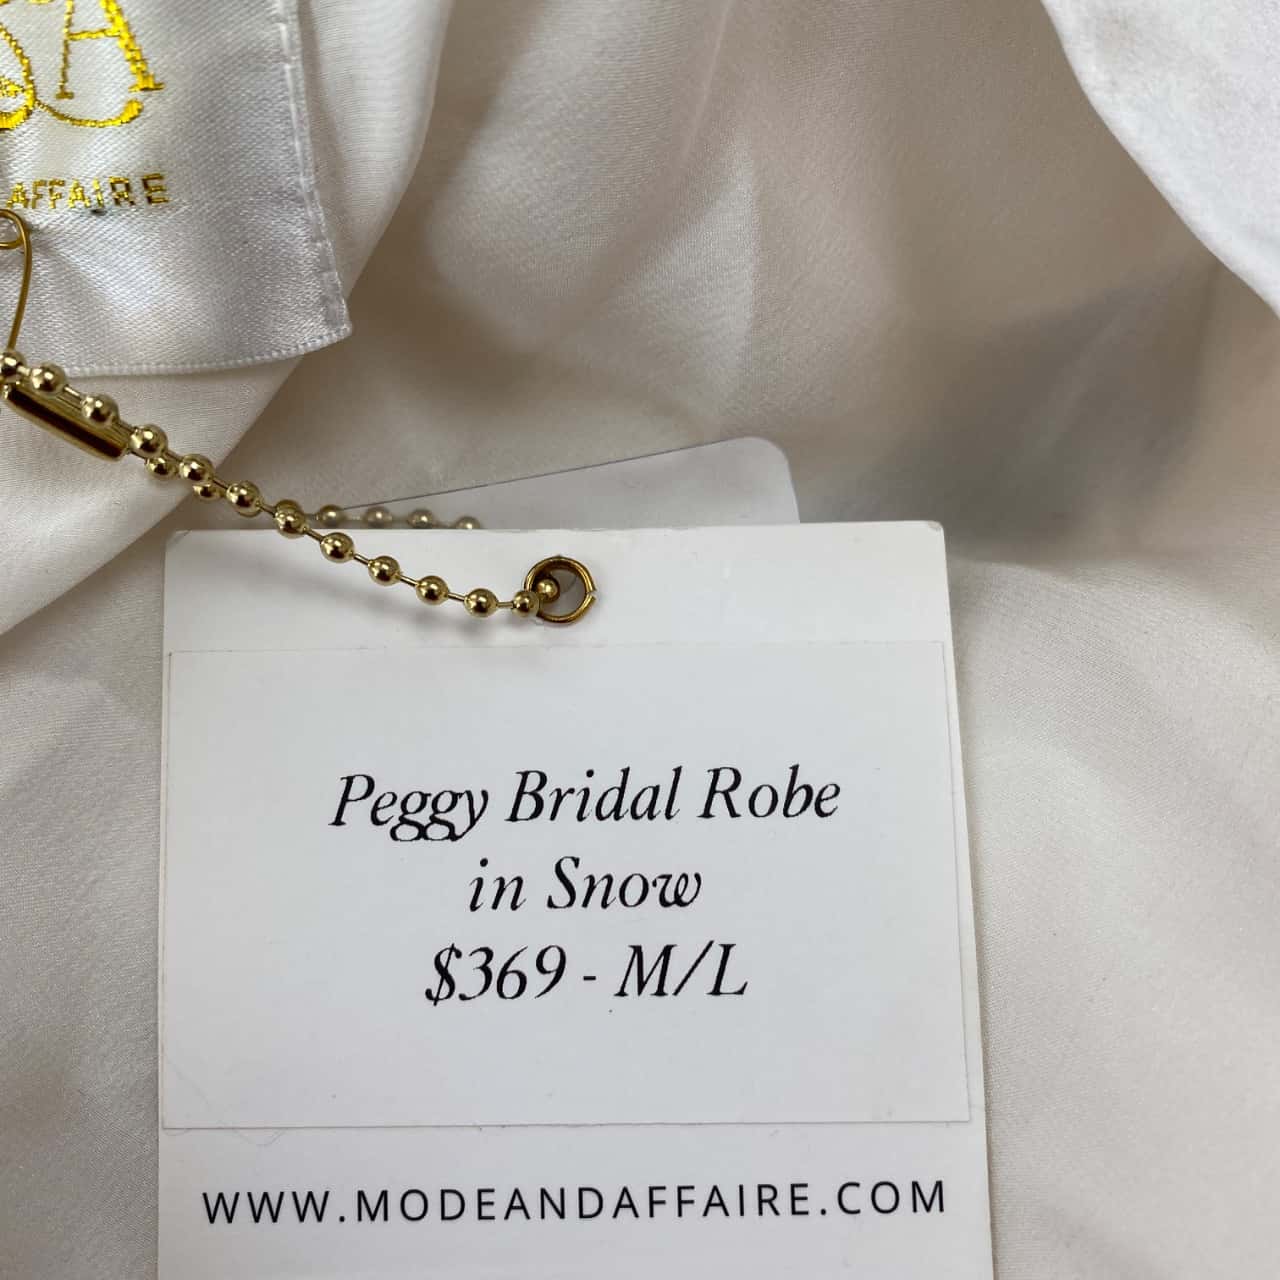 AFFAIRE
Peggy Bridal Robe
in Snow
$369 - M/L
WWW.MODEANDAFFAIRE.COM